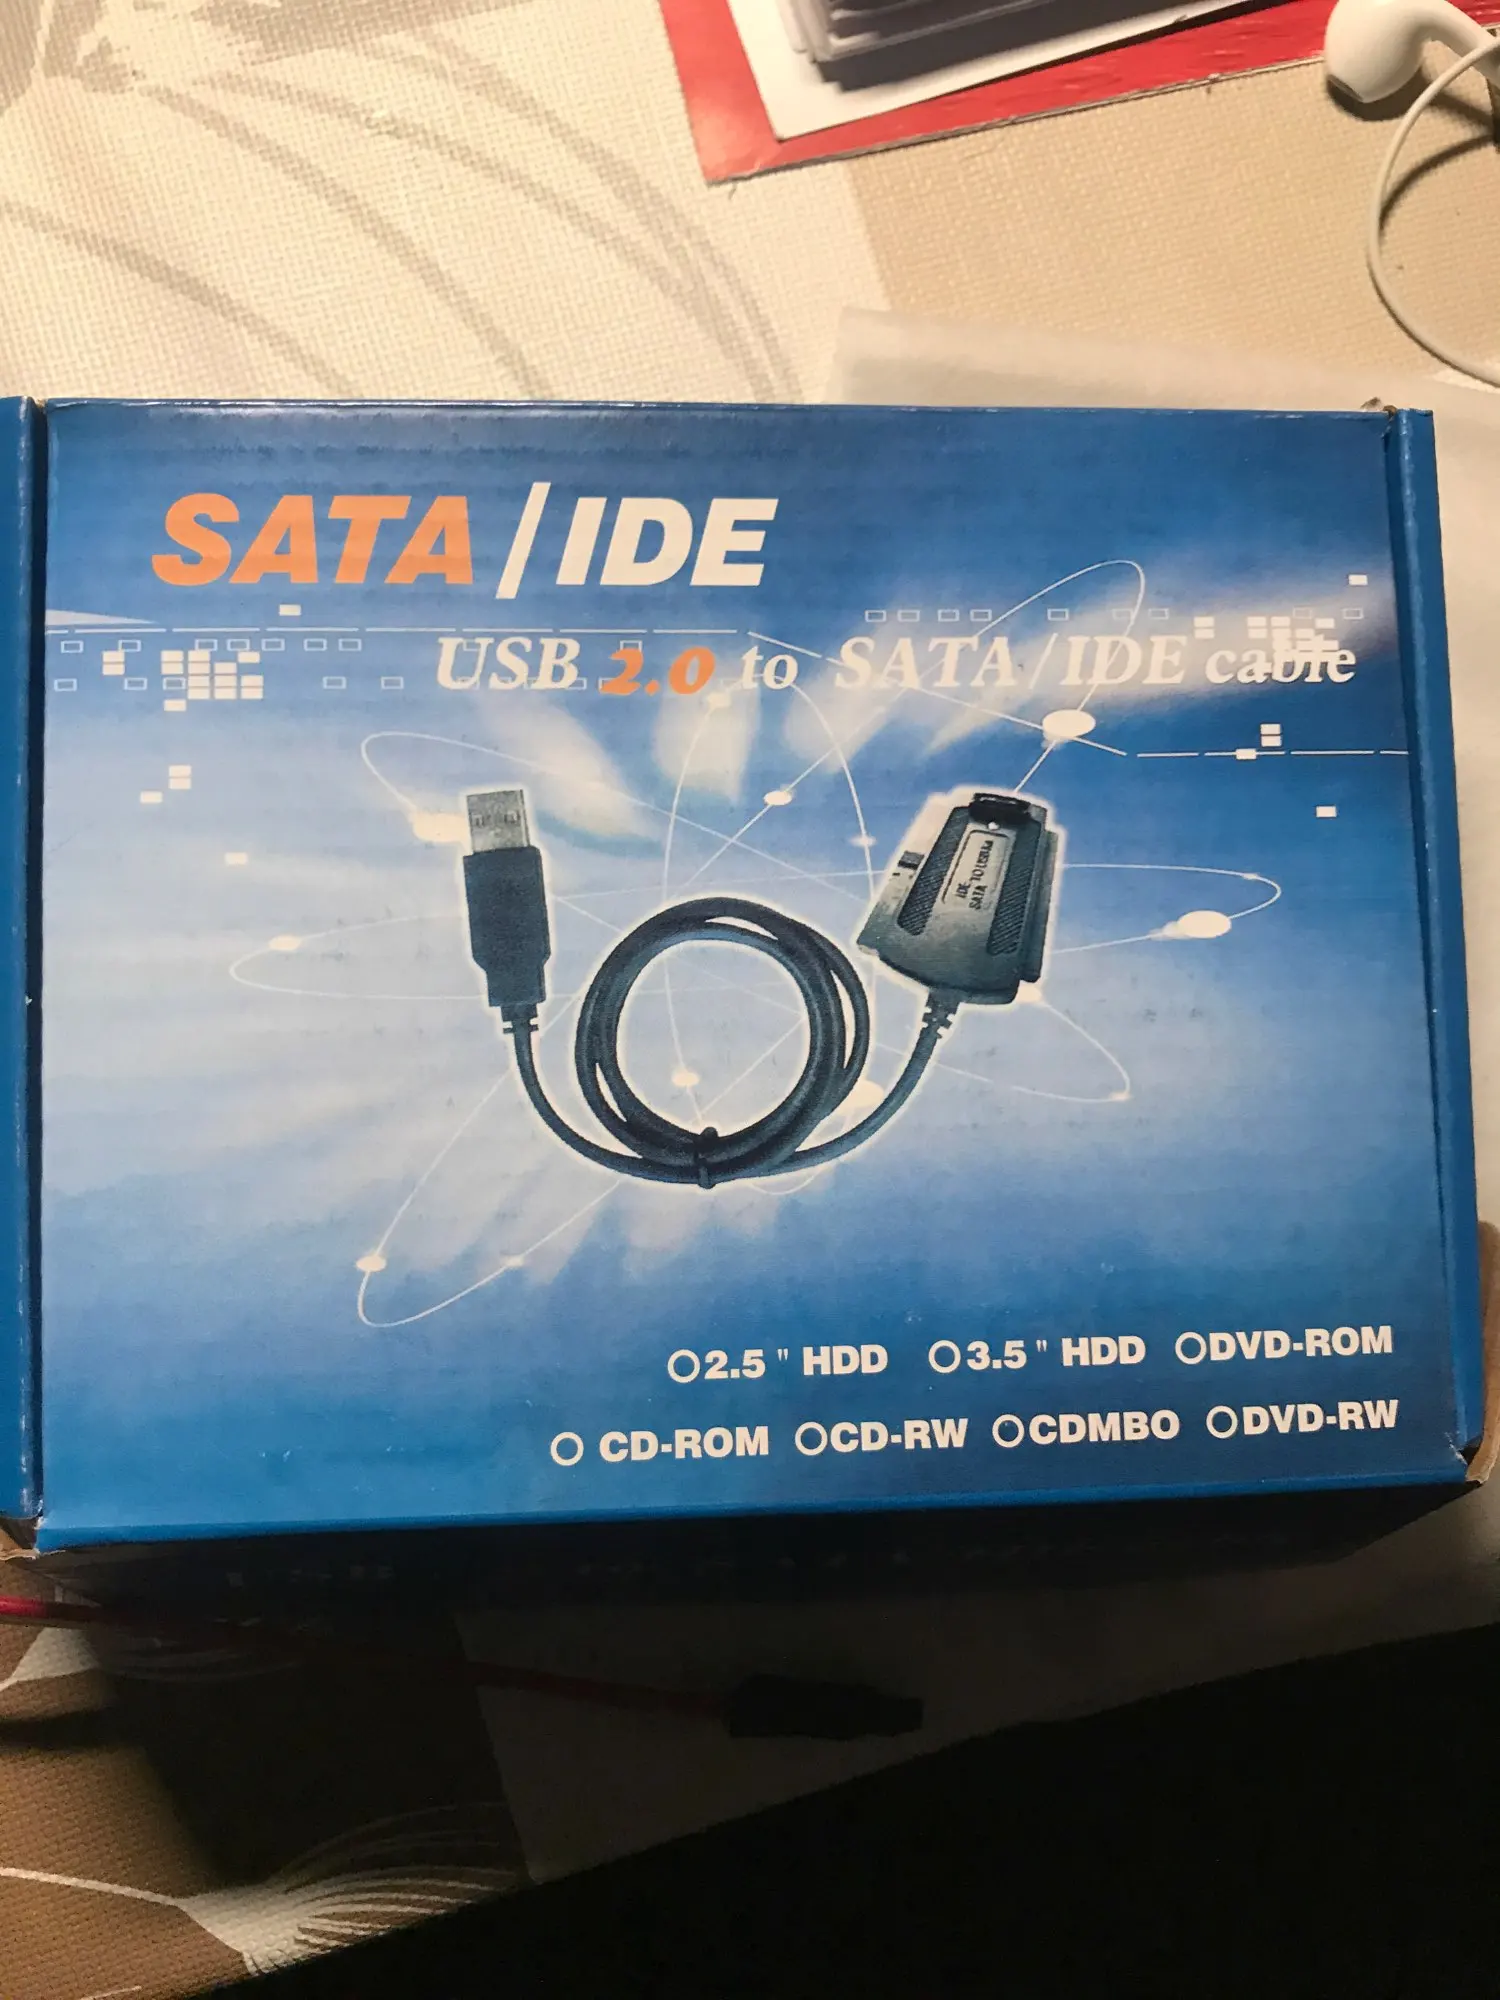 SATA/IDE
USB 2.0 to SATA/IDE cable
IDE TO USB
SATA
○2.5" HDD ○3.5" HDD ○DVD-ROM
○ CD-ROM ○CD-RW ○CDMBO ○DVD-RW